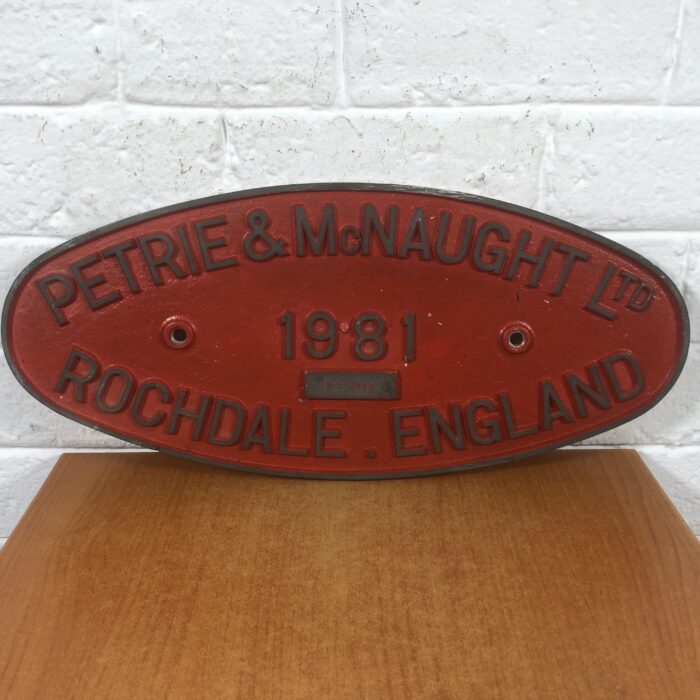 PETRIE & McNAUGHT LTD
1981
ROCHDALE . ENGLAND